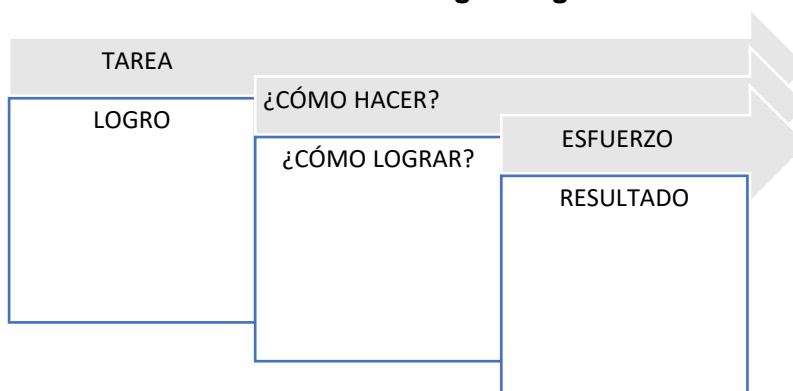 TAREA
LOGRO
¿CÓMO HACER?
¿CÓMO LOGRAR?
ESFUERZO
RESULTADO